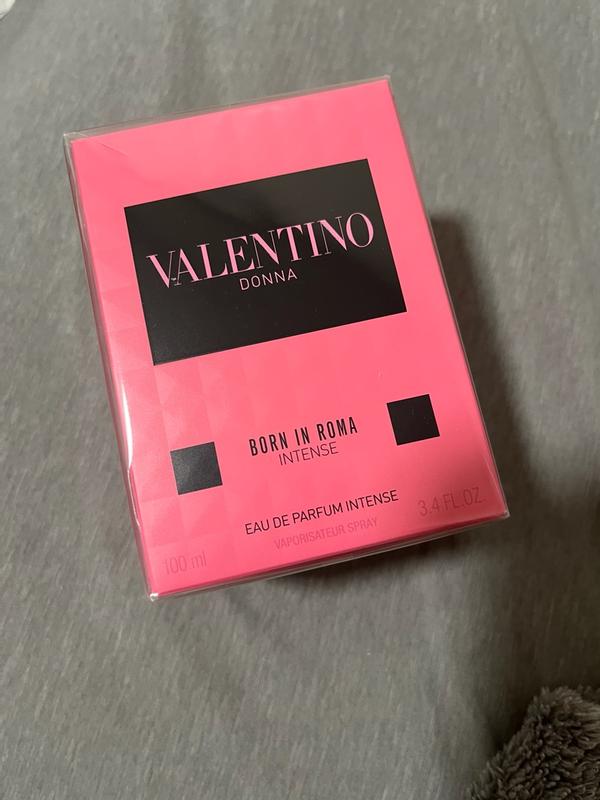 VALENTINO
DONNA
BORN IN ROMA
INTENSE
EAU DE PARFUM INTENSE
VAPORISATEUR SPRAY
100 ml
3.4 FL.OZ.